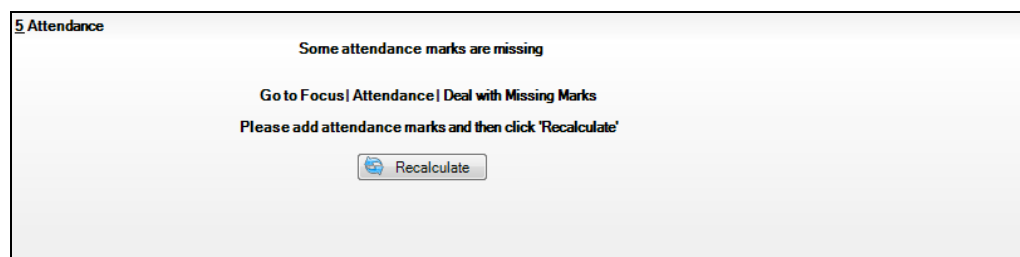 5 Attendance
Some attendance marks are missing
Go to Focus| Attendance| Deal with Missing Marks
Please add attendance marks and then click 'Recalculate'
Recalculate